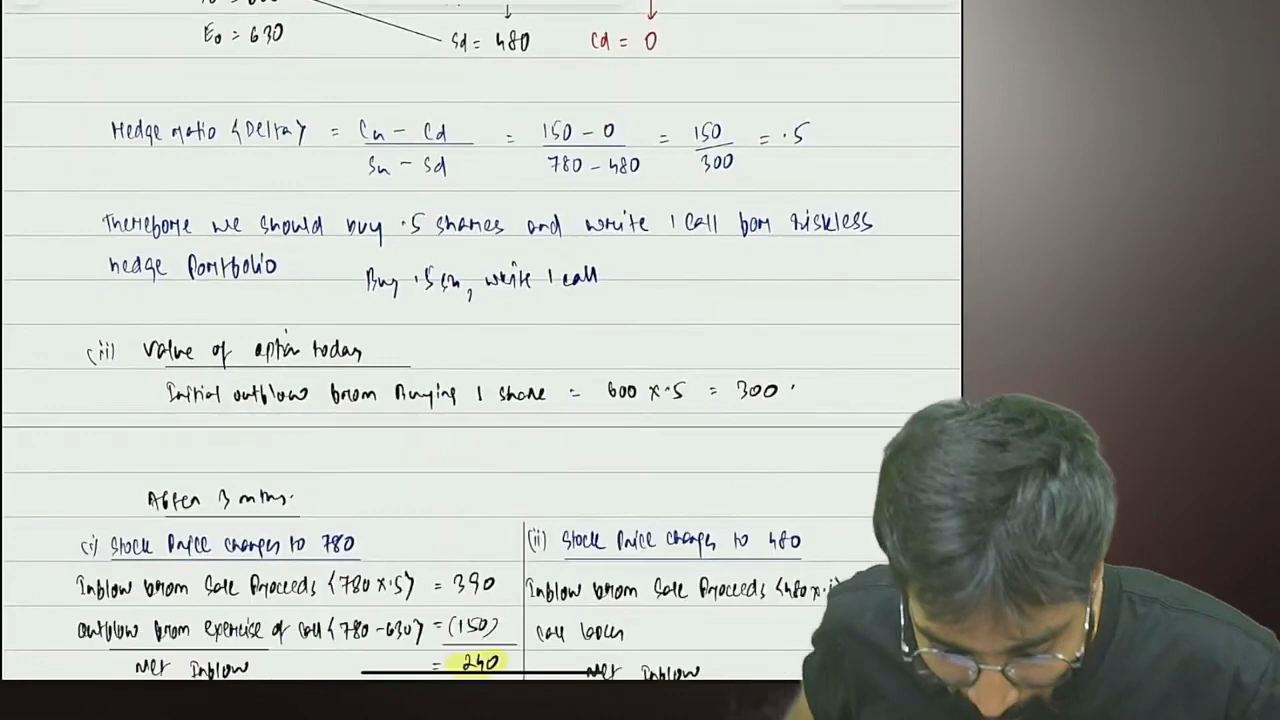 E₀ = 630
Sd = 480 Cd = 0
Hedge ratio {Delta} = Cu - Cd / Su - Sd = 150 - 0 / 780 - 480 = 150 / 300 = .5
Therefore we should buy .5 shares and write 1 call for riskless
hedge Portfolio
Buy .5 sh, write 1 call
(iii) Value of option today
Initial outflow from Buying 1 share = 600 x .5 = 300
After 3 mths.
(i) Stock Price changes to 780
Inflow from Sale Proceeds {780 x .5} = 390
Outflow from exercise of call {780 - 630} = (150)
Net Inflow = 240
(ii) Stock Price changes to 480
Inflow from Sale Proceeds {480 x
Call
Net Inflow